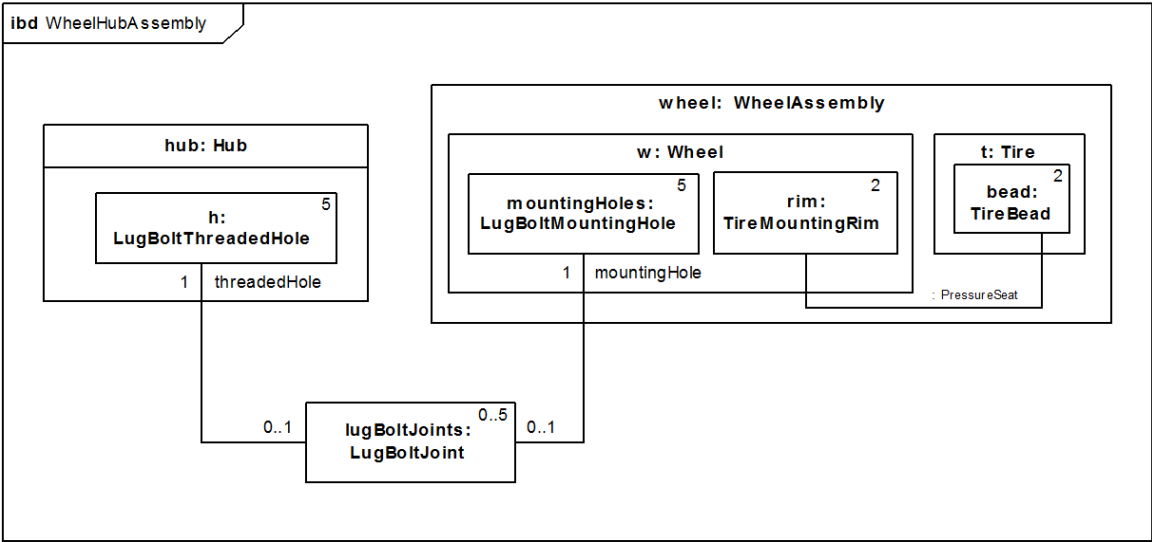 ibd WheelHubAssembly
wheel: WheelAssembly
hub: Hub
w: Wheel
t: Tire
5
h:
LugBoltThreadedHole
5
mountingHoles:
LugBoltMountingHole
2
rim:
TireMountingRim
2
bead:
TireBead
1 threadedHole
1 mountingHole
: PressureSeat
0..1
0..5
lugBoltJoints:
LugBoltJoint
0..1